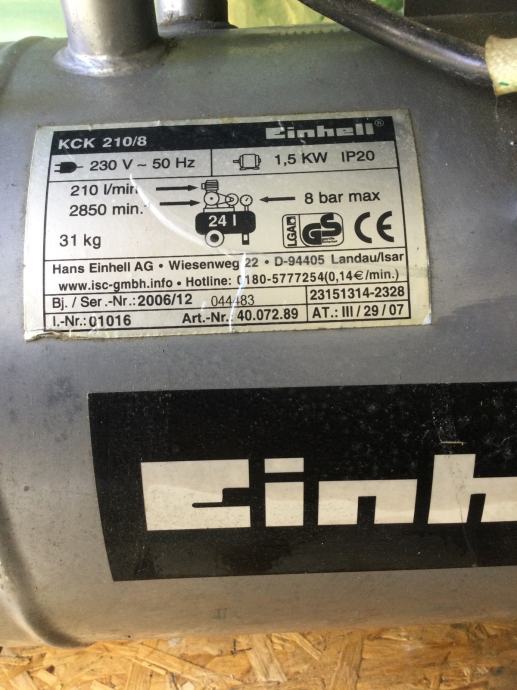 KCK 210/8 Einhell®
230 V ~ 50 Hz 1,5 KW IP20
210 l/min
2850 min.⁻ 24 l 8 bar max
31 kg LGA GS CE
Hans Einhell AG • Wiesenweg 22 • D-94405 Landau/Isar
www.isc-gmbh.info • Hotline: 0180-5777254(0,14€/min.)
Bj. / Ser.-Nr.: 2006/12 044483 23151314-2328
I.-Nr.: 01016 Art.-Nr.: 40.072.89 AT.: III / 29 / 07
Einh